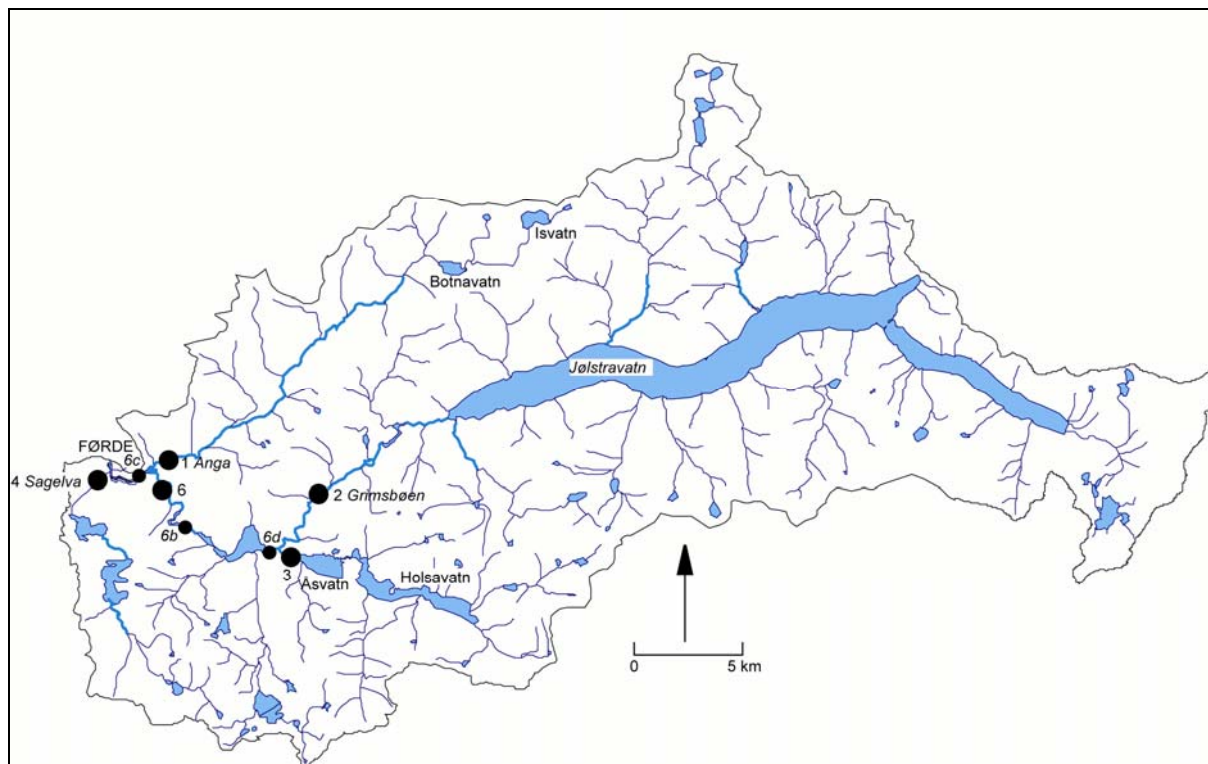 Isvatn
Botnavatn
Jølstravatn
FØRDE
6c
1 Anga
4 Sagelva
6
2 Grimsbøen
6b
6d
3
Åsvatn
Holsavatn
0 5 km